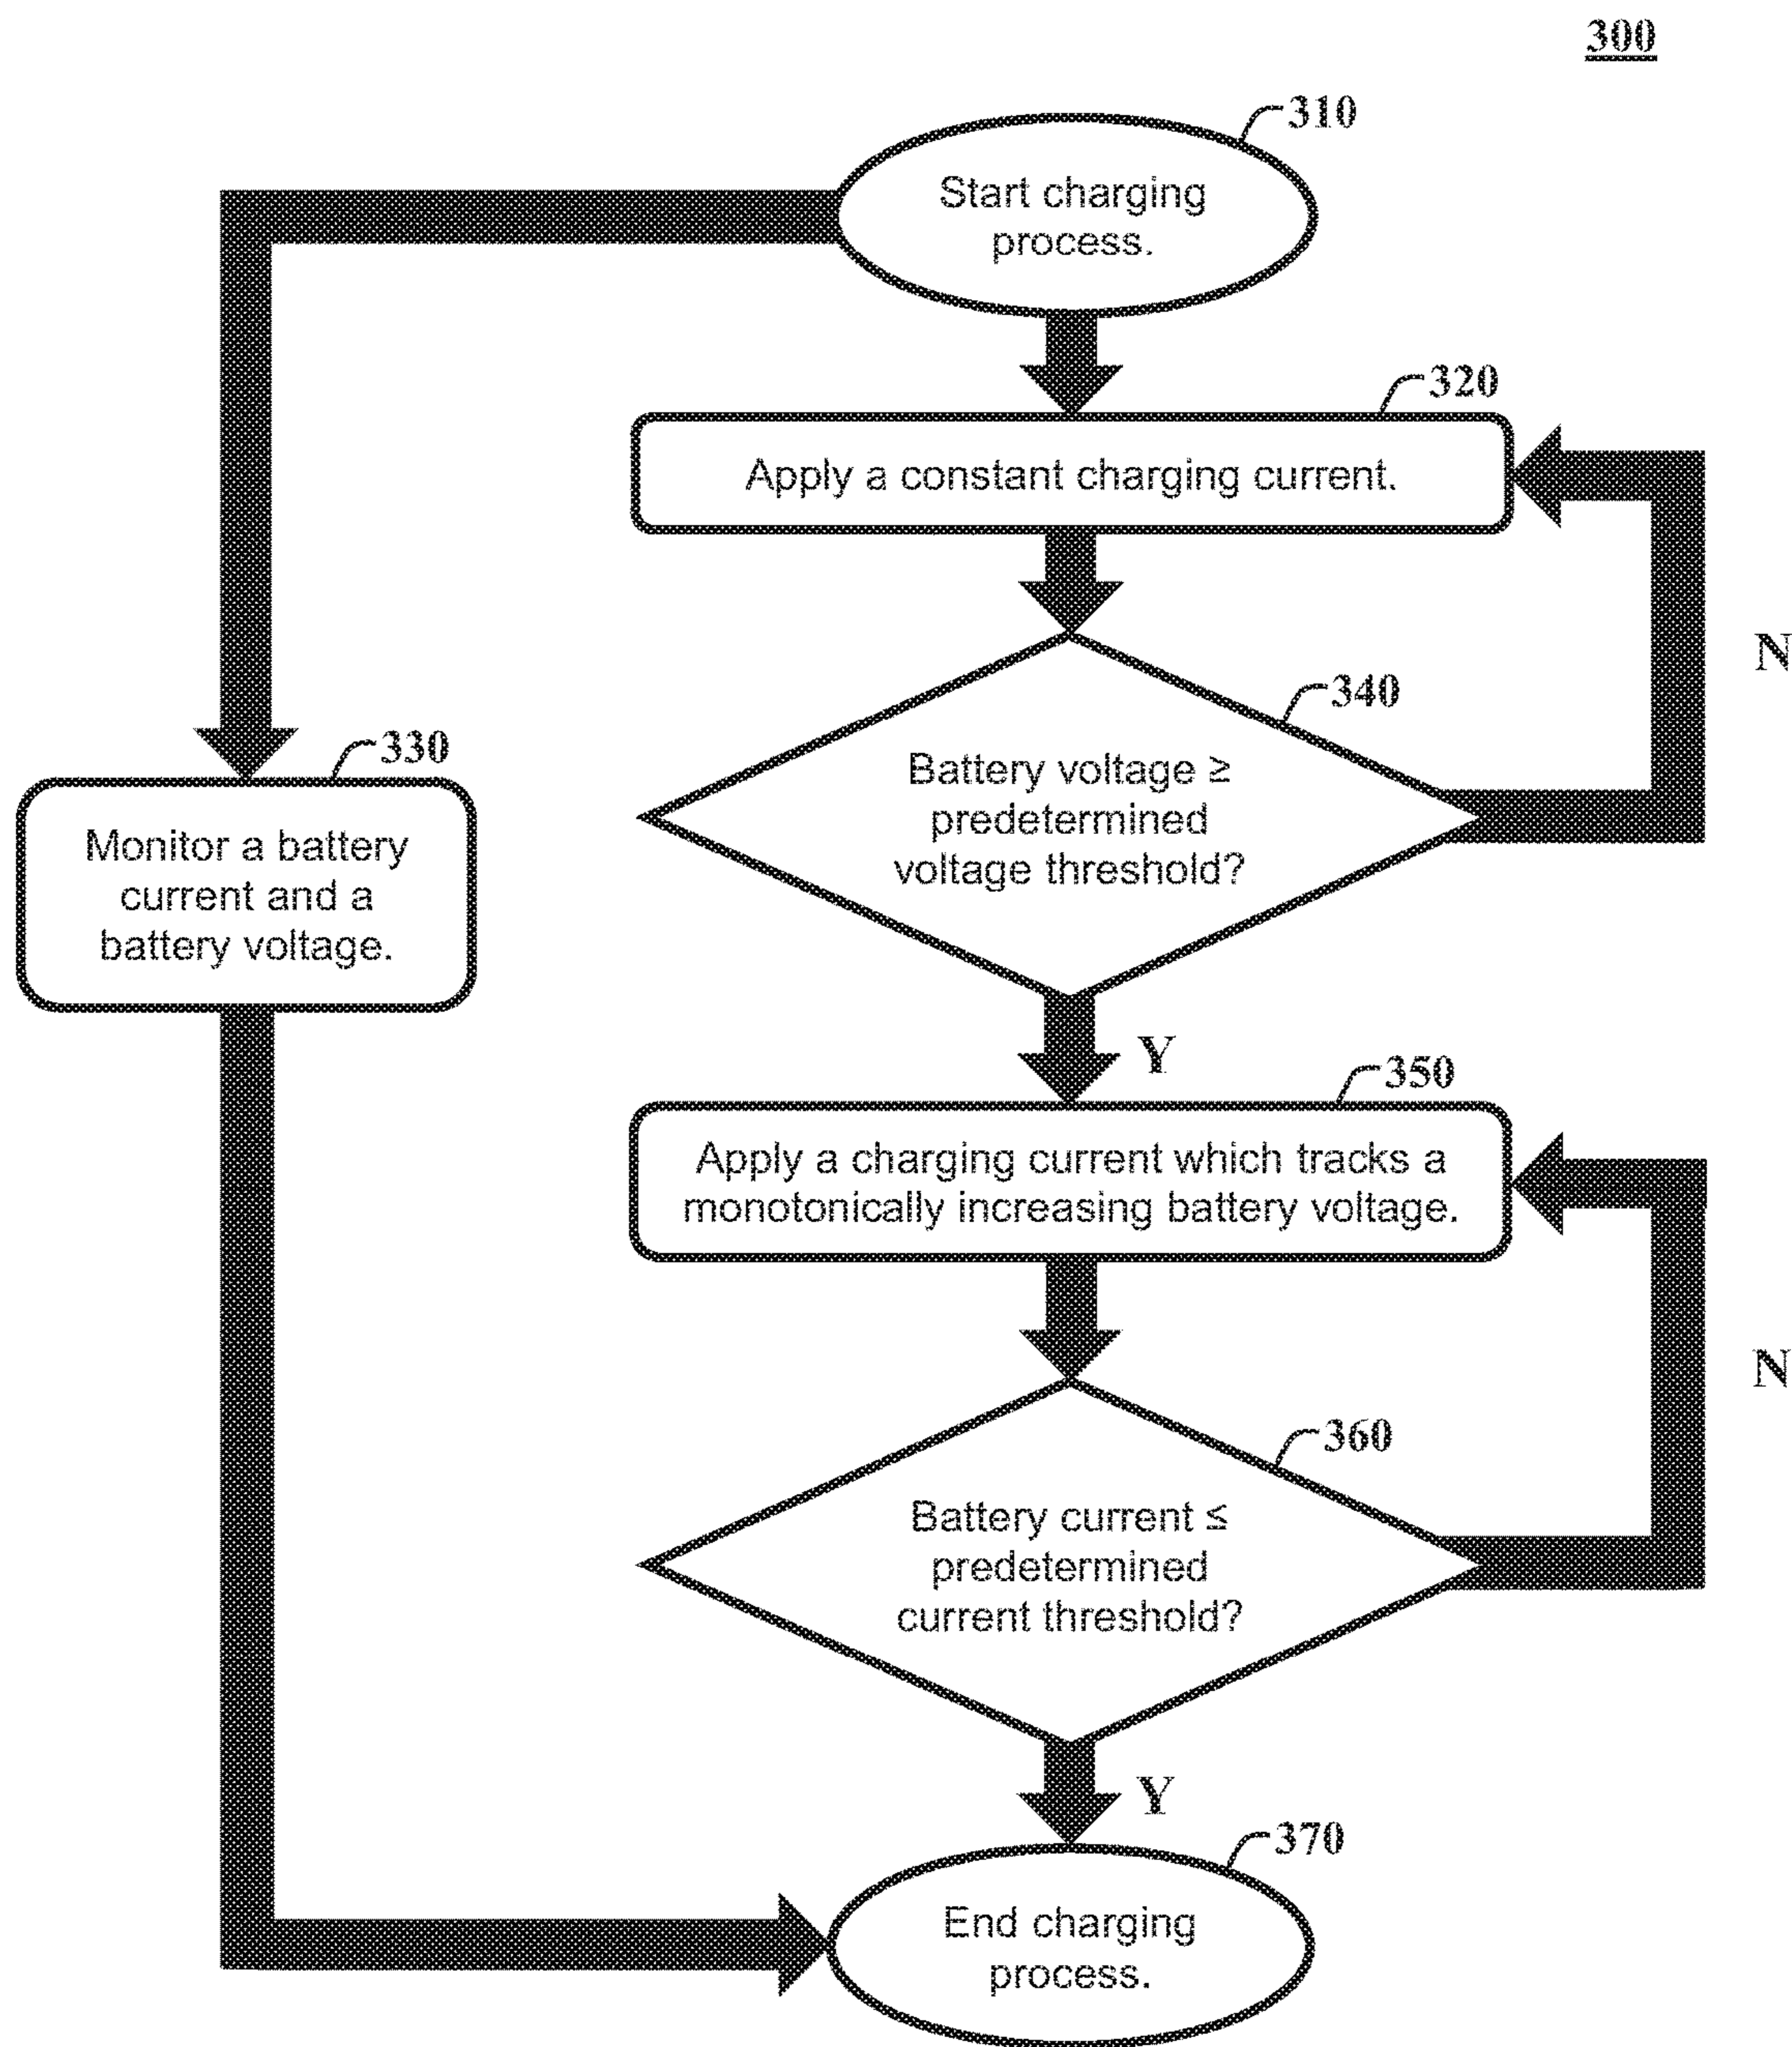 300
310
Start charging
process.
320
Apply a constant charging current.
N
340
Battery voltage ≥
predetermined
voltage threshold?
330
Monitor a battery
current and a
battery voltage.
Y
350
Apply a charging current which tracks a
monotonically increasing battery voltage.
N
360
Battery current ≤
predetermined
current threshold?
Y
370
End charging
process.